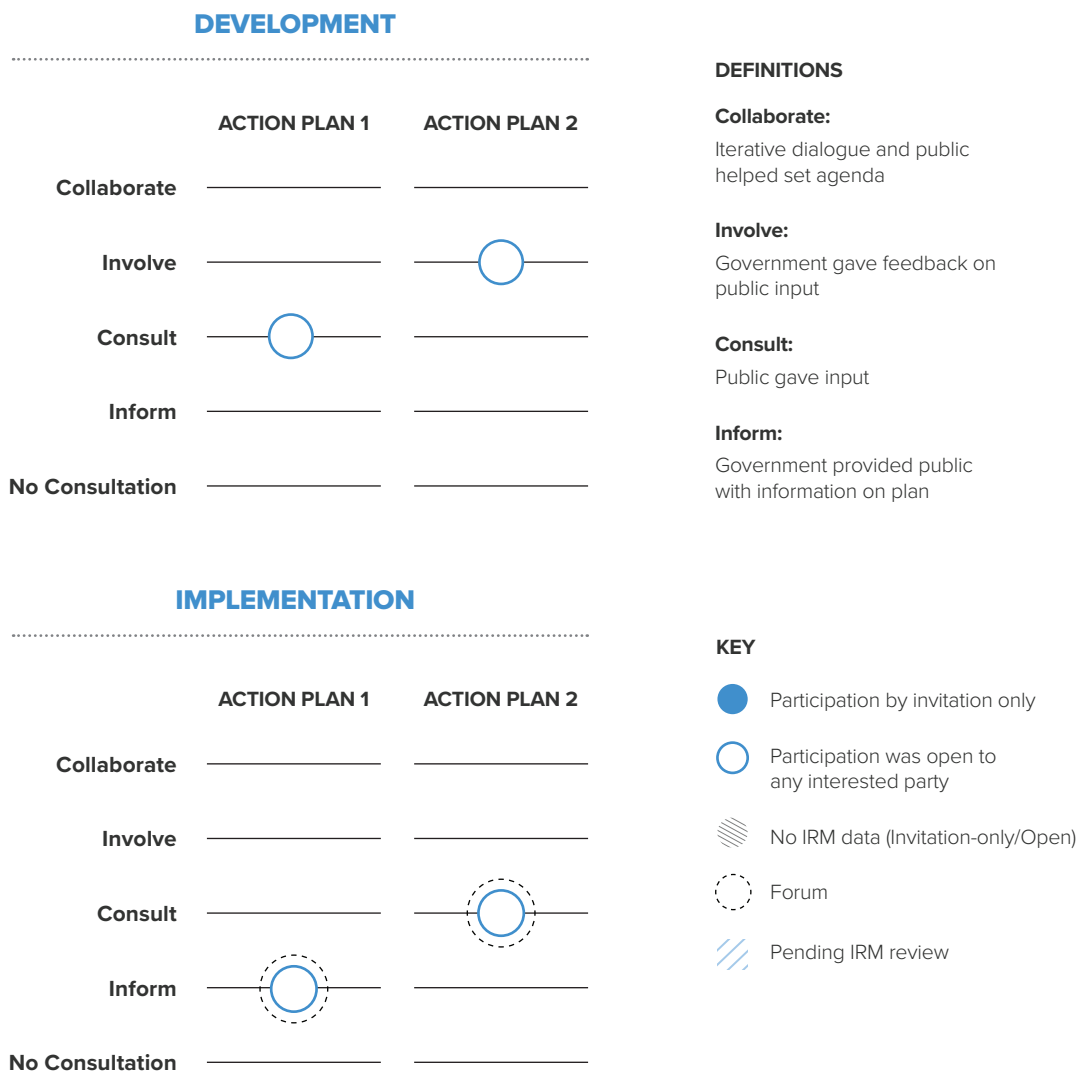 DEVELOPMENT
ACTION PLAN 1 ACTION PLAN 2
Collaborate
Involve
Consult
Inform
No Consultation
DEFINITIONS
Collaborate:
Iterative dialogue and public
helped set agenda
Involve:
Government gave feedback on
public input
Consult:
Public gave input
Inform:
Government provided public
with information on plan
IMPLEMENTATION
ACTION PLAN 1 ACTION PLAN 2
Collaborate
Involve
Consult
Inform
No Consultation
KEY
Participation by invitation only
Participation was open to
any interested party
No IRM data (Invitation-only/Open)
Forum
Pending IRM review